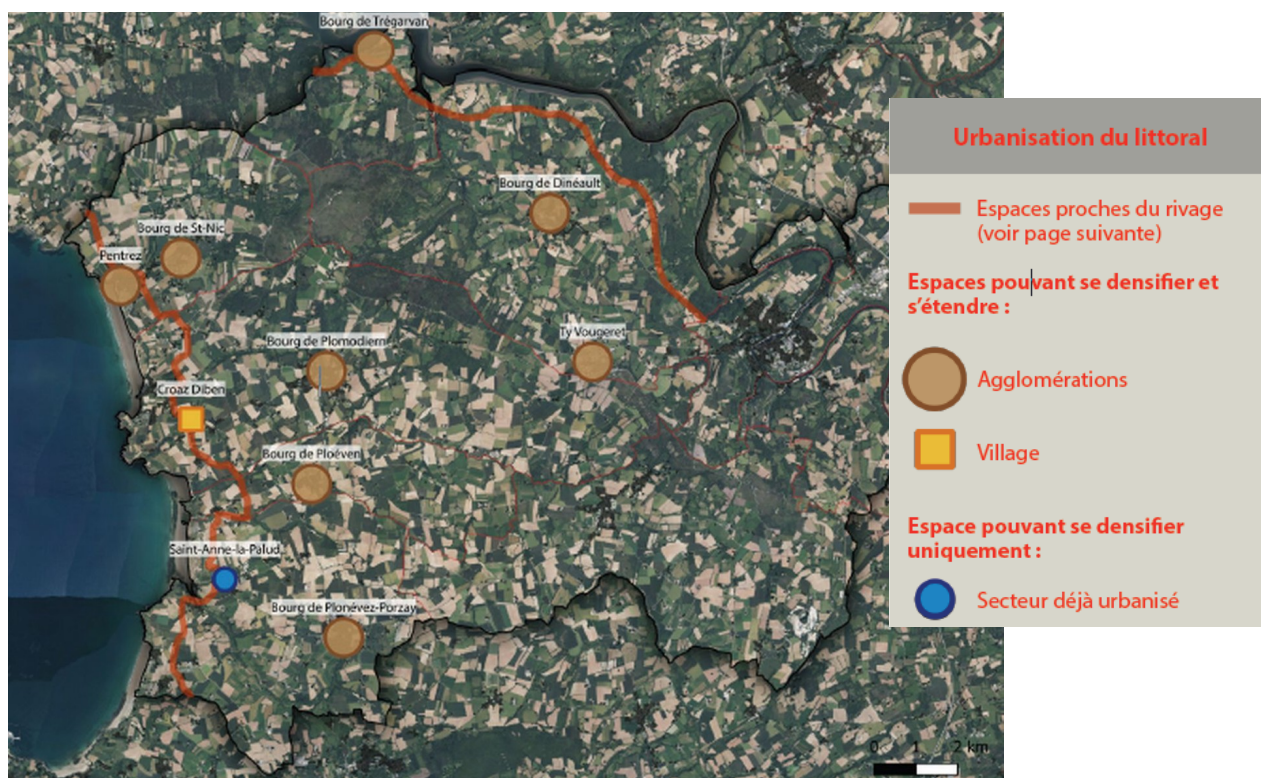 Bourg de Trégarvan
Bourg de Dinéault
Bourg de St-Nic
Pentrez
Ty Vougeret
Bourg de Plomodiern
Croaz Diben
Bourg de Ploéven
Saint-Anne-la-Palud
Bourg de Plonévez-Porzay
0 1 2 km
Urbanisation du littoral
Espaces proches du rivage
(voir page suivante)
Espaces pouvant se densifier et
s'étendre :
Agglomérations
Village
Espace pouvant se densifier
uniquement :
Secteur déjà urbanisé